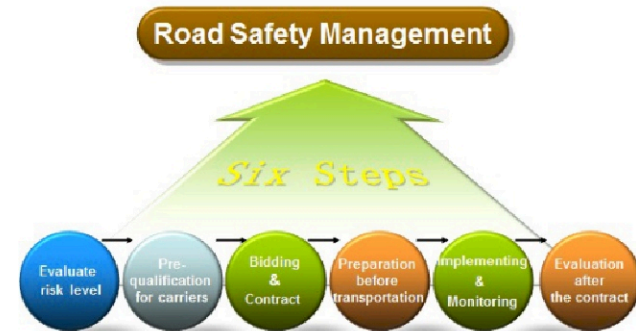 Road Safety Management
Six Steps
Evaluate
risk level
Pre-
qualification
for carriers
Bidding
&
Contract
Preparation
before
transportation
Implementing
&
Monitoring
Evaluation
after
the contract